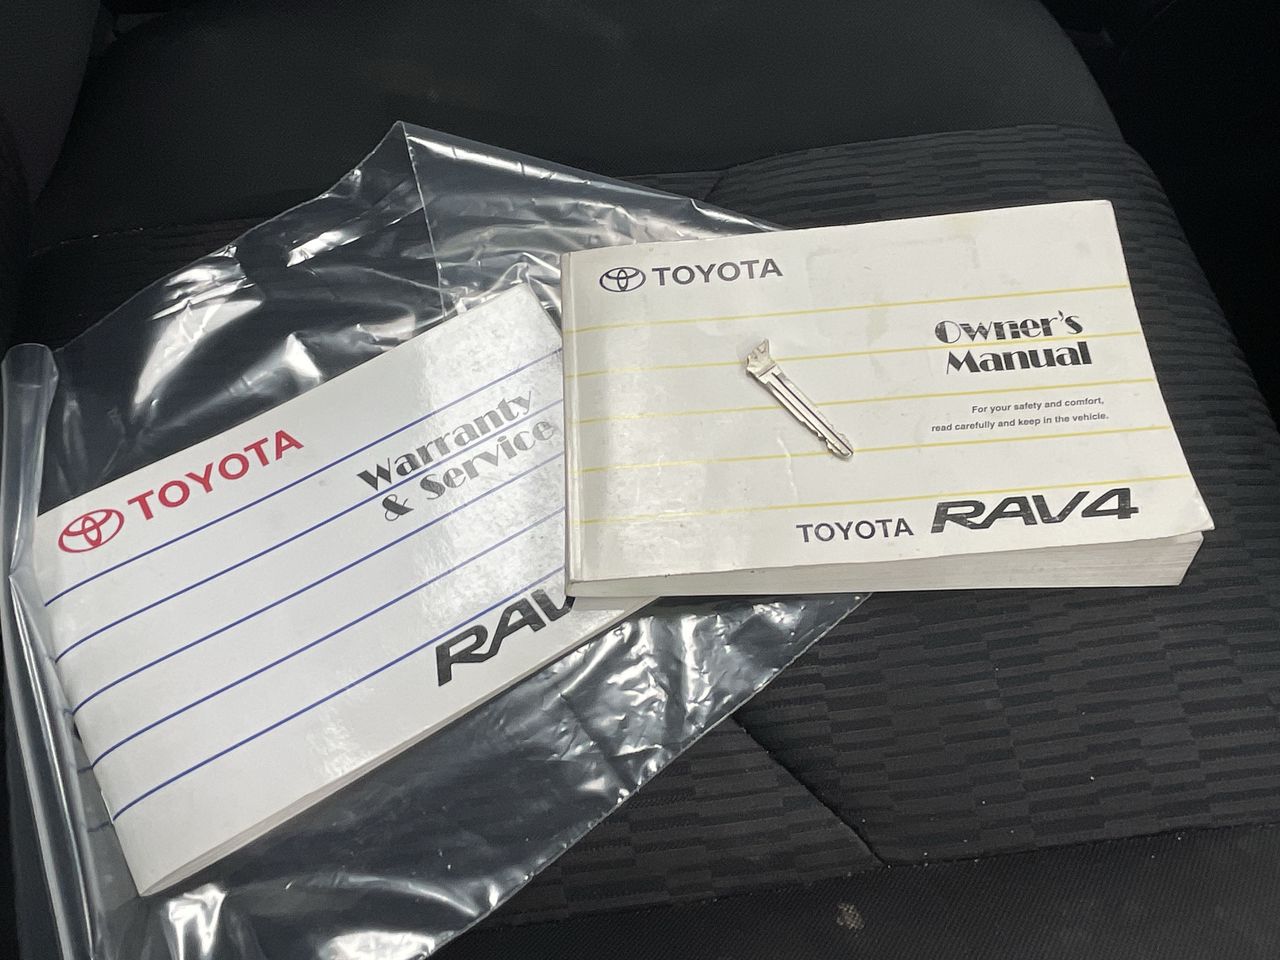 TOYOTA
Owner's
Manual
For your safety and comfort,
read carefully and keep in the vehicle.
TOYOTA RAV4
TOYOTA
Warranty
& Service
RAV